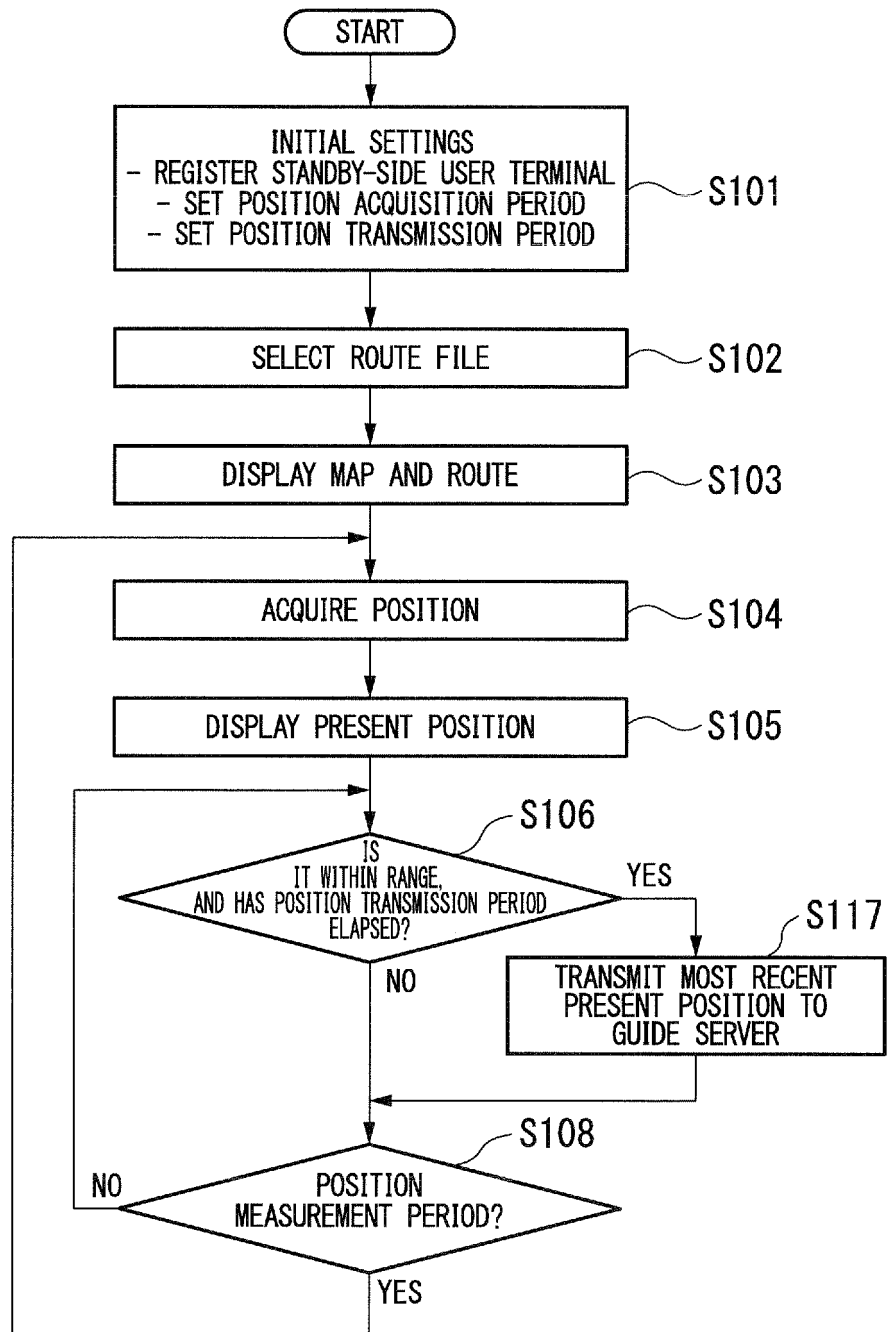 START
INITIAL SETTINGS
- REGISTER STANDBY-SIDE USER TERMINAL
- SET POSITION ACQUISITION PERIOD
- SET POSITION TRANSMISSION PERIOD
S101
SELECT ROUTE FILE
S102
DISPLAY MAP AND ROUTE
S103
ACQUIRE POSITION
S104
DISPLAY PRESENT POSITION
S105
S106
IS
IT WITHIN RANGE,
AND HAS POSITION TRANSMISSION PERIOD
ELAPSED?
YES
NO
S117
TRANSMIT MOST RECENT
PRESENT POSITION TO
GUIDE SERVER
S108
POSITION
MEASUREMENT PERIOD?
NO
YES